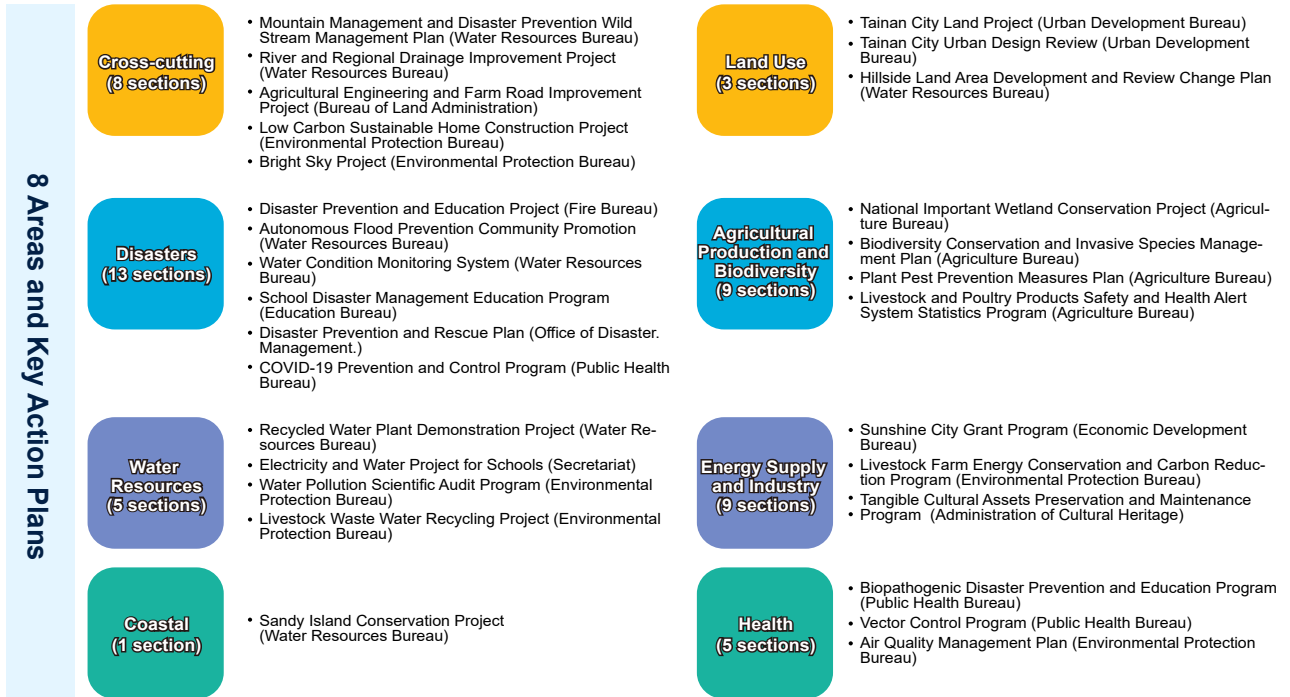 8 Areas and Key Action Plans
Cross-cutting
(8 sections)
• Mountain Management and Disaster Prevention Wild
Stream Management Plan (Water Resources Bureau)
• River and Regional Drainage Improvement Project
(Water Resources Bureau)
• Agricultural Engineering and Farm Road Improvement
Project (Bureau of Land Administration)
• Low Carbon Sustainable Home Construction Project
(Environmental Protection Bureau)
• Bright Sky Project (Environmental Protection Bureau)
Land Use
(3 sections)
• Tainan City Land Project (Urban Development Bureau)
• Tainan City Urban Design Review (Urban Development
Bureau)
• Hillside Land Area Development and Review Change Plan
(Water Resources Bureau)
Disasters
(13 sections)
• Disaster Prevention and Education Project (Fire Bureau)
• Autonomous Flood Prevention Community Promotion
(Water Resources Bureau)
• Water Condition Monitoring System (Water Resources
Bureau)
• School Disaster Management Education Program
(Education Bureau)
• Disaster Prevention and Rescue Plan (Office of Disaster.
Management.)
• COVID-19 Prevention and Control Program (Public Health
Bureau)
Agricultural
Production and
Biodiversity
(9 sections)
• National Important Wetland Conservation Project (Agricul-
ture Bureau)
• Biodiversity Conservation and Invasive Species Manage-
ment Plan (Agriculture Bureau)
• Plant Pest Prevention Measures Plan (Agriculture Bureau)
• Livestock and Poultry Products Safety and Health Alert
System Statistics Program (Agriculture Bureau)
Water
Resources
(5 sections)
• Recycled Water Plant Demonstration Project (Water Re-
sources Bureau)
• Electricity and Water Project for Schools (Secretariat)
• Water Pollution Scientific Audit Program (Environmental
Protection Bureau)
• Livestock Waste Water Recycling Project (Environmental
Protection Bureau)
Energy Supply
and Industry
(9 sections)
• Sunshine City Grant Program (Economic Development
Bureau)
• Livestock Farm Energy Conservation and Carbon Reduc-
tion Program (Environmental Protection Bureau)
• Tangible Cultural Assets Preservation and Maintenance
• Program (Administration of Cultural Heritage)
Coastal
(1 section)
• Sandy Island Conservation Project
(Water Resources Bureau)
Health
(5 sections)
• Biopathogenic Disaster Prevention and Education Program
(Public Health Bureau)
• Vector Control Program (Public Health Bureau)
• Air Quality Management Plan (Environmental Protection
Bureau)